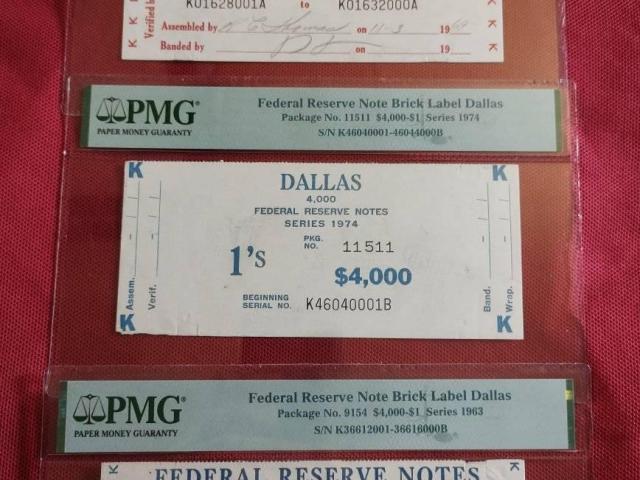 K01628001A to K01632000A
Verified b
Assembled by on 11-3 19
Banded by on 19
K K K
K K K
PMG
PAPER MONEY GUARANTY
Federal Reserve Note Brick Label Dallas
Package No. 11511 $4,000-$1 Series 1974
S/N K46040001-46044000B
K K
DALLAS
4,000
FEDERAL RESERVE NOTES
SERIES 1974
1's
PKG. NO. 11511
$4,000
BEGINNING SERIAL NO. K46040001B
Assem.
Verif.
Band.
Wrap.
K K
PMG
PAPER MONEY GUARANTY
Federal Reserve Note Brick Label Dallas
Package No. 9154 $4,000-$1 Series 1963
S/N K36612001-36616000B
K FEDERAL RESERVE NOTES K